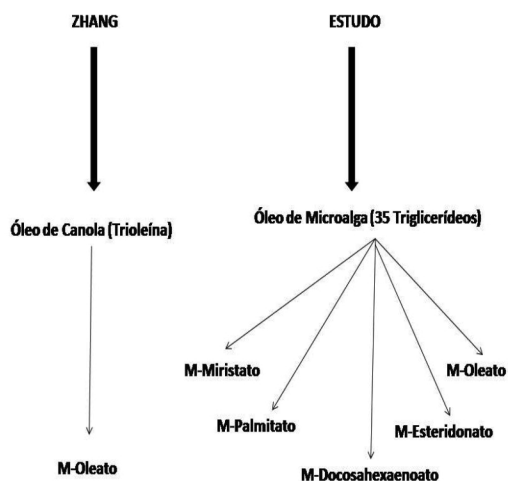 ZHANG
ESTUDO
Óleo de Canola (Trioleína)
Óleo de Microalga (35 Triglicerídeos)
M-Miristato
M-Oleato
M-Palmitato
M-Esteridonato
M-Oleato
M-Docosahexaenoato